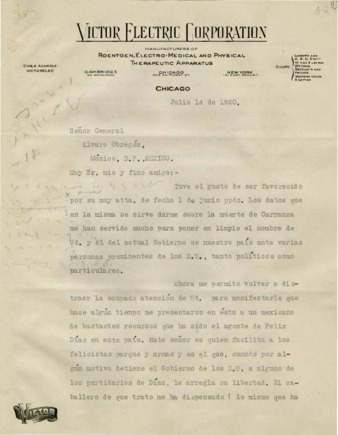 VICTOR ELECTRIC CORPORATION
MANUFACTURERS OF
ROENTGEN, ELECTRO-MEDICAL AND PHYSICAL
THERAPEUTIC APPARATUS
CABLE ADDRESS
VICTORELEC
CAMBRIDGE
CHICAGO
NEW YORK
CHICAGO
Julio 14 de 1920.
Señor General
Alvaro Obregón,
México, D.F., MEXICO.
Muy Sr. mio y fino amigo:-
Tuve el gusto de ser favorecido
por su muy atta. de fecha 1 de junio ppdo. Los datos que
en la misma se sirve darme sobre la muerte de Carranza
me han servido mucho para poner en limpio el nombre de
Ud. y el del actual Gobierno de nuestro país ante varias
personas prominentes de los E.U., tanto políticos como
particulares.
Ahora me permito volver a dis-
traer la ocupada atención de Ud. para manifestarle que
hace algún tiempo me presentaron en ésta a un mexicano
de bastantes recursos que ha sido el agente de Felix
Díaz en este país. Este señor es quien facilita a los
felicistas parque y armas y es el que, cuando por al-
gún motivo detiene el Gobierno de los E.U. a alguno de
los partidarios de Díaz, le arregla su libertad. El ca-
ballero de que trato me ha dispensado ( lo mismo que ha
VICTOR